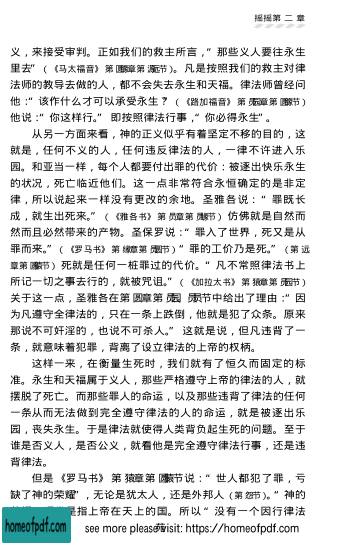 摇摇第 二 章
义，来接受审判。正如我们的救主所言，“那些义人要往永生
里去”（《马太福音》第 章第 节）。凡是按照我们的救主对律
法师的教导去做的人，都不会失去永生和天福。律法师曾经问
他：“该作什么才可以承受永生？（《路加福音》第 章第 节）
他说：“你这样行。” 即按照律法行事，“你必得永生”。
从另一方面来看，神的正义似乎有着坚定不移的目的，这
就是，任何不义的人，任何违反律法的人，一律不许进入乐
园。和亚当一样，每个人都要付出罪的代价：被逐出快乐永生
的状况，死亡临近他们。这一点非常符合永恒确定的是非定
律，所以说起来一样没有更改的余地。圣雅各说：“ 罪既长
成，就生出死来。”（《雅各书》第 章第 节）仿佛就是自然而
然而且必然带来的产物。圣保罗说：“罪入了世界，死又是从
罪而来。”（《罗马书》第 章第 节）“ 罪的工价乃是死。”（第 远
章第 节）死就是任何一桩罪过的代价。“ 凡不常照律法书上
所记一切之事去行的，就被咒诅。”（《加拉太书》第 章第 节）
关于这一点，圣雅各在第 章第 、 节中给出了理由：“因
为凡遵守全律法的，只在一条上跌倒，他就是犯了众条。原来
那说不可奸淫的，也说不可杀人。” 这就是说，但凡违背了一
条，就意味着犯罪，背离了设立律法的上帝的权柄。
这样一来，在衡量生死时，我们就有了恒久而固定的标
准。永生和天福属于义人，那些严格遵守上帝的律法的人，就
摆脱了死亡。而那些罪人的命运，以及那些违背了律法的任何
一条从而无法做到完全遵守律法的人的命运，就是被逐出乐
园，丧失永生。于是律法就使得人类背负起生死的问题。至于
谁是否义人，是否公义，就看他是完全遵守律法行事，还是违
背律法。
但是《罗马书》 第 章第 节说：“ 世人都犯了罪，亏
缺了神的荣耀”，无论是犹太人，还是外邦人（第 节）。“ 神的
是指上帝在天上的国。所以“ 没有一个因行律法
homeofpdf.com
see more please visit: https://homeofpdf.com